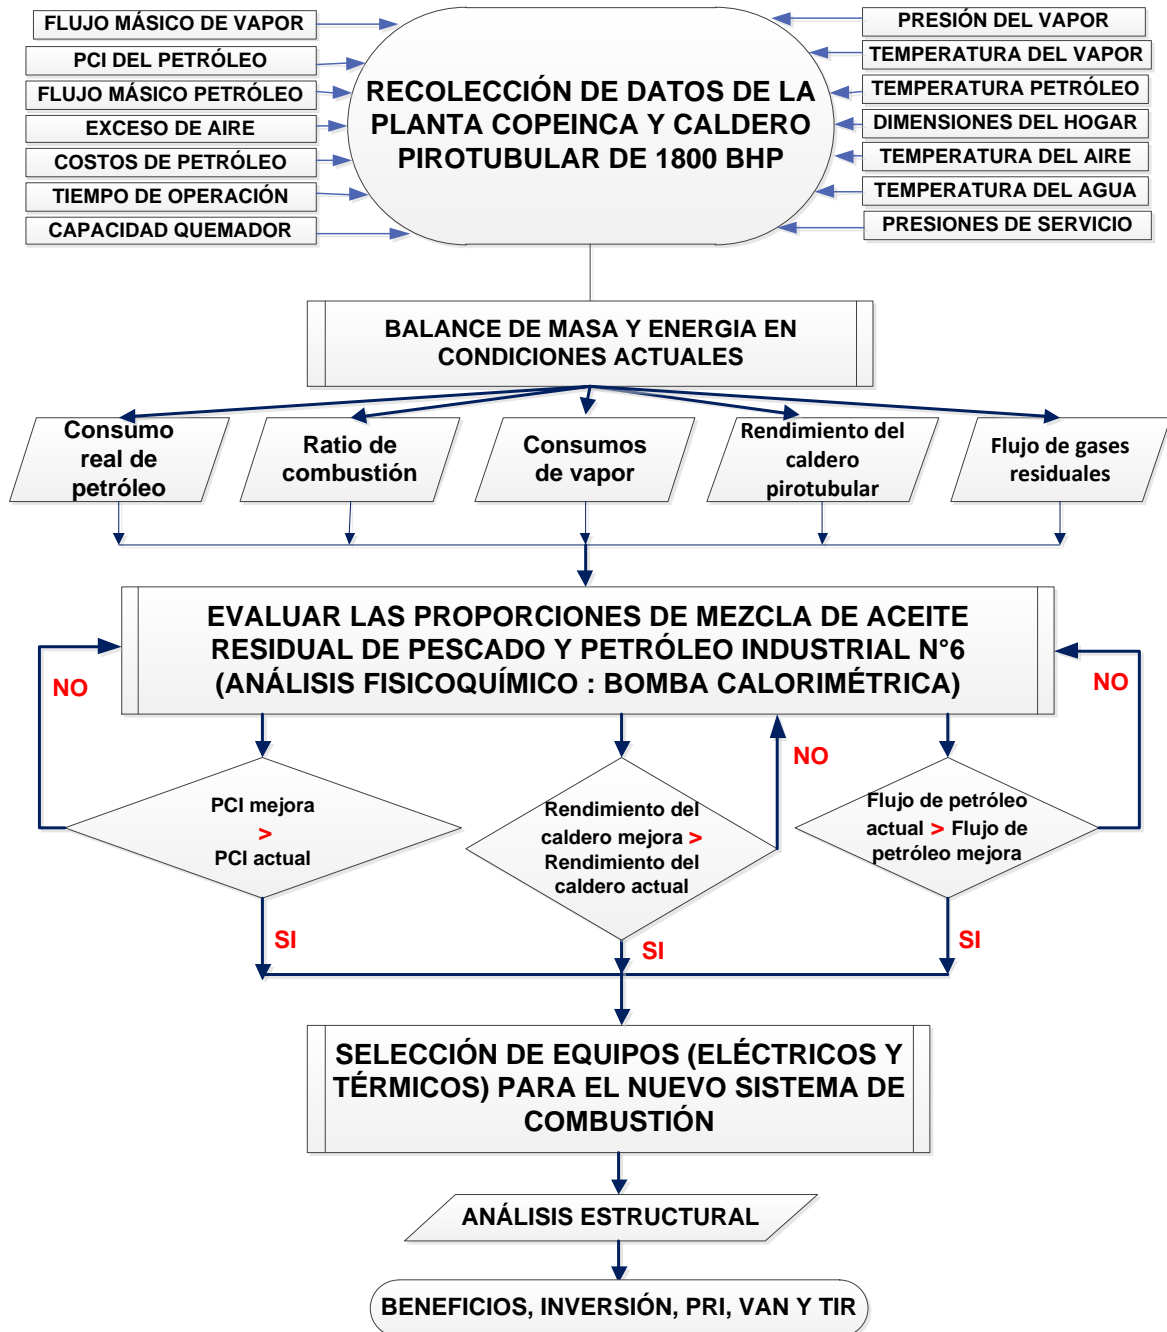 FLUJO MÁSICO DE VAPOR
PCI DEL PETRÓLEO
FLUJO MÁSICO PETRÓLEO
EXCESO DE AIRE
COSTOS DE PETRÓLEO
TIEMPO DE OPERACIÓN
CAPACIDAD QUEMADOR
RECOLECCIÓN DE DATOS DE LA
PLANTA COPEINCA Y CALDERO
PIROTUBULAR DE 1800 BHP
PRESIÓN DEL VAPOR
TEMPERATURA DEL VAPOR
TEMPERATURA PETRÓLEO
DIMENSIONES DEL HOGAR
TEMPERATURA DEL AIRE
TEMPERATURA DEL AGUA
PRESIONES DE SERVICIO
BALANCE DE MASA Y ENERGIA EN
CONDICIONES ACTUALES
Consumo
real de
petróleo
Ratio de
combustión
Consumos
de vapor
Rendimiento del
caldero
pirotubular
Flujo de gases
residuales
EVALUAR LAS PROPORCIONES DE MEZCLA DE ACEITE
RESIDUAL DE PESCADO Y PETRÓLEO INDUSTRIAL N°6
(ANÁLISIS FISICOQUÍMICO : BOMBA CALORIMÉTRICA)
NO
NO
NO
PCI mejora
>
PCI actual
Rendimiento del
caldero mejora >
Rendimiento del
caldero actual
Flujo de petróleo
actual > Flujo de
petróleo mejora
SI
SI
SI
SELECCIÓN DE EQUIPOS (ELÉCTRICOS Y
TÉRMICOS) PARA EL NUEVO SISTEMA DE
COMBUSTIÓN
ANÁLISIS ESTRUCTURAL
BENEFICIOS, INVERSIÓN, PRI, VAN Y TIR